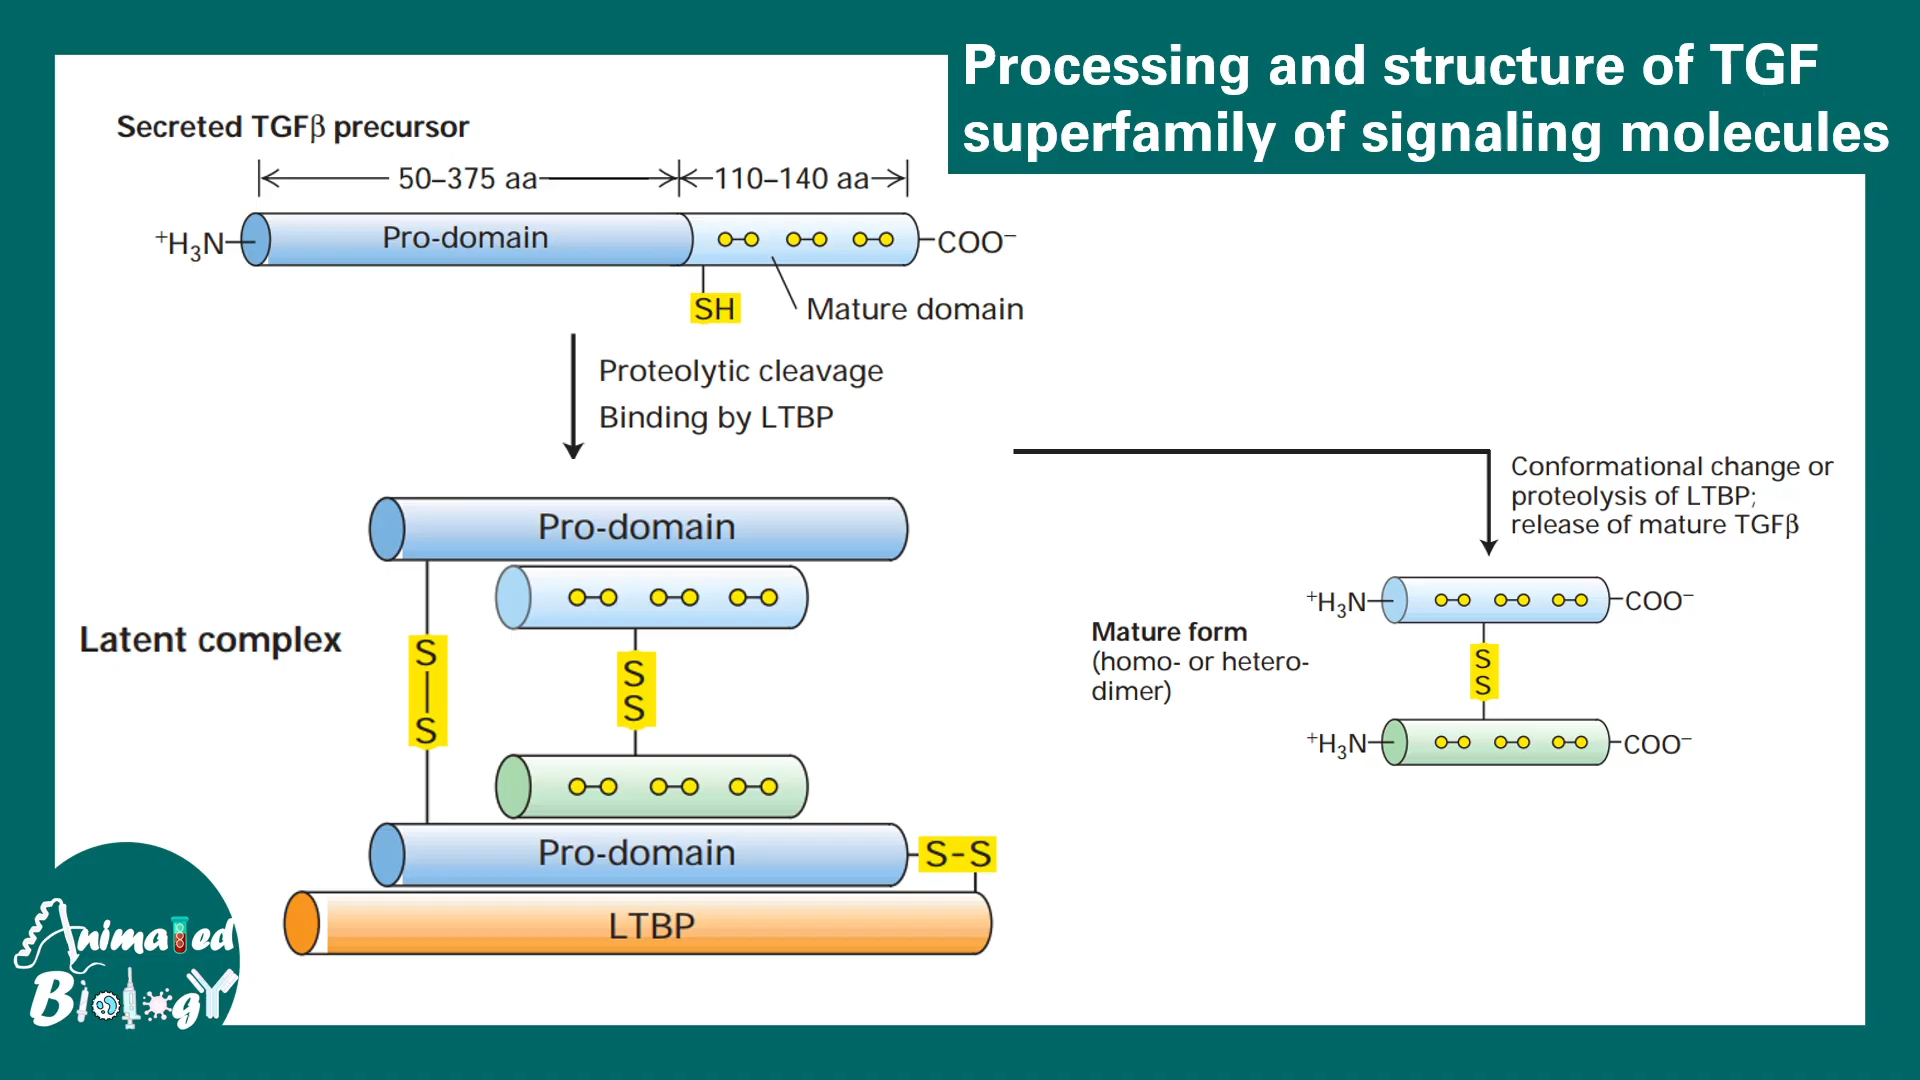 Processing and structure of TGF
superfamily of signaling molecules
Secreted TGFβ precursor
50–375 aa
110–140 aa
⁺H₃N
Pro-domain
COO⁻
SH
Mature domain
Proteolytic cleavage
Binding by LTBP
Conformational change or
proteolysis of LTBP;
release of mature TGFβ
Pro-domain
Latent complex
S
S
S
S
Pro-domain
S-S
LTBP
Mature form
(homo- or hetero-
dimer)
⁺H₃N
COO⁻
S
S
⁺H₃N
COO⁻
Animated
Biology